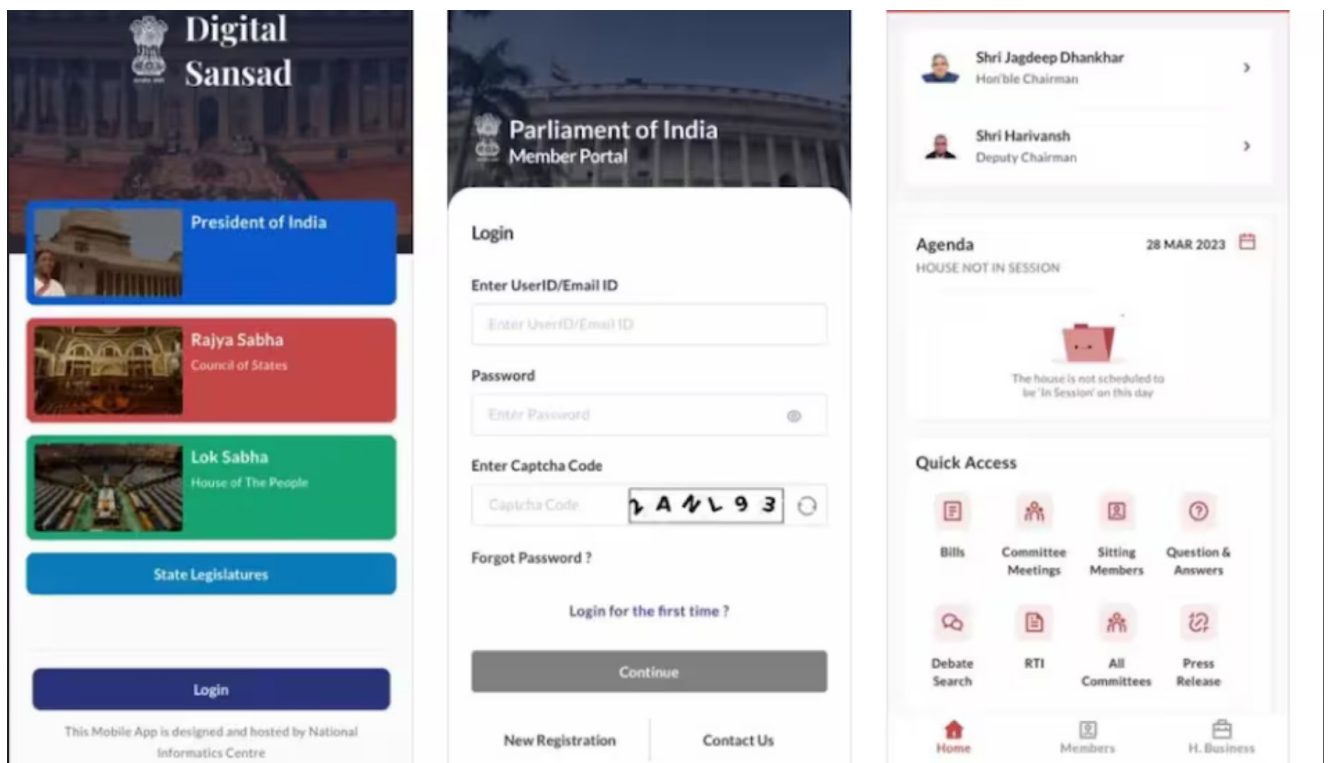 Digital
Sansad
President of India
Rajya Sabha
Council of States
Lok Sabha
House of The People
State Legislatures
Login
This Mobile App is designed and hosted by National
Informatics Centre
Parliament of India
Member Portal
Login
Enter UserID/Email ID
Enter UserID/Email ID
Password
Enter Password
Enter Captcha Code
Captcha Code
2 A N L 9 3
Forgot Password ?
Login for the first time ?
Continue
New Registration
Contact Us
Shri Jagdeep Dhankhar
Hon'ble Chairman
Shri Harivansh
Deputy Chairman
Agenda
28 MAR 2023
HOUSE NOT IN SESSION
The house is not scheduled to
be 'In Session' on this day
Quick Access
Bills
Committee
Meetings
Sitting
Members
Question &
Answers
Debate
Search
RTI
All
Committees
Press
Release
Home
Members
H. Business